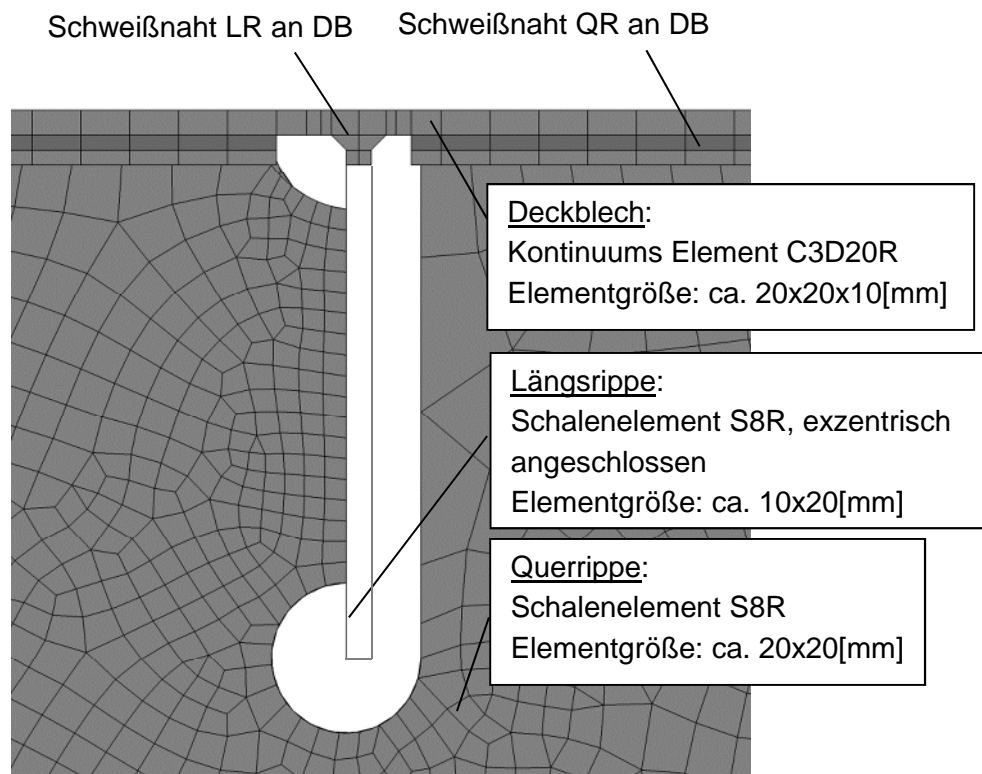 Schweißnaht LR an DB
Schweißnaht QR an DB
Deckblech:
Kontinuums Element C3D20R
Elementgröße: ca. 20x20x10[mm]
Längsrippe:
Schalenelement S8R, exzentrisch
angeschlossen
Elementgröße: ca. 10x20[mm]
Querrippe:
Schalenelement S8R
Elementgröße: ca. 20x20[mm]